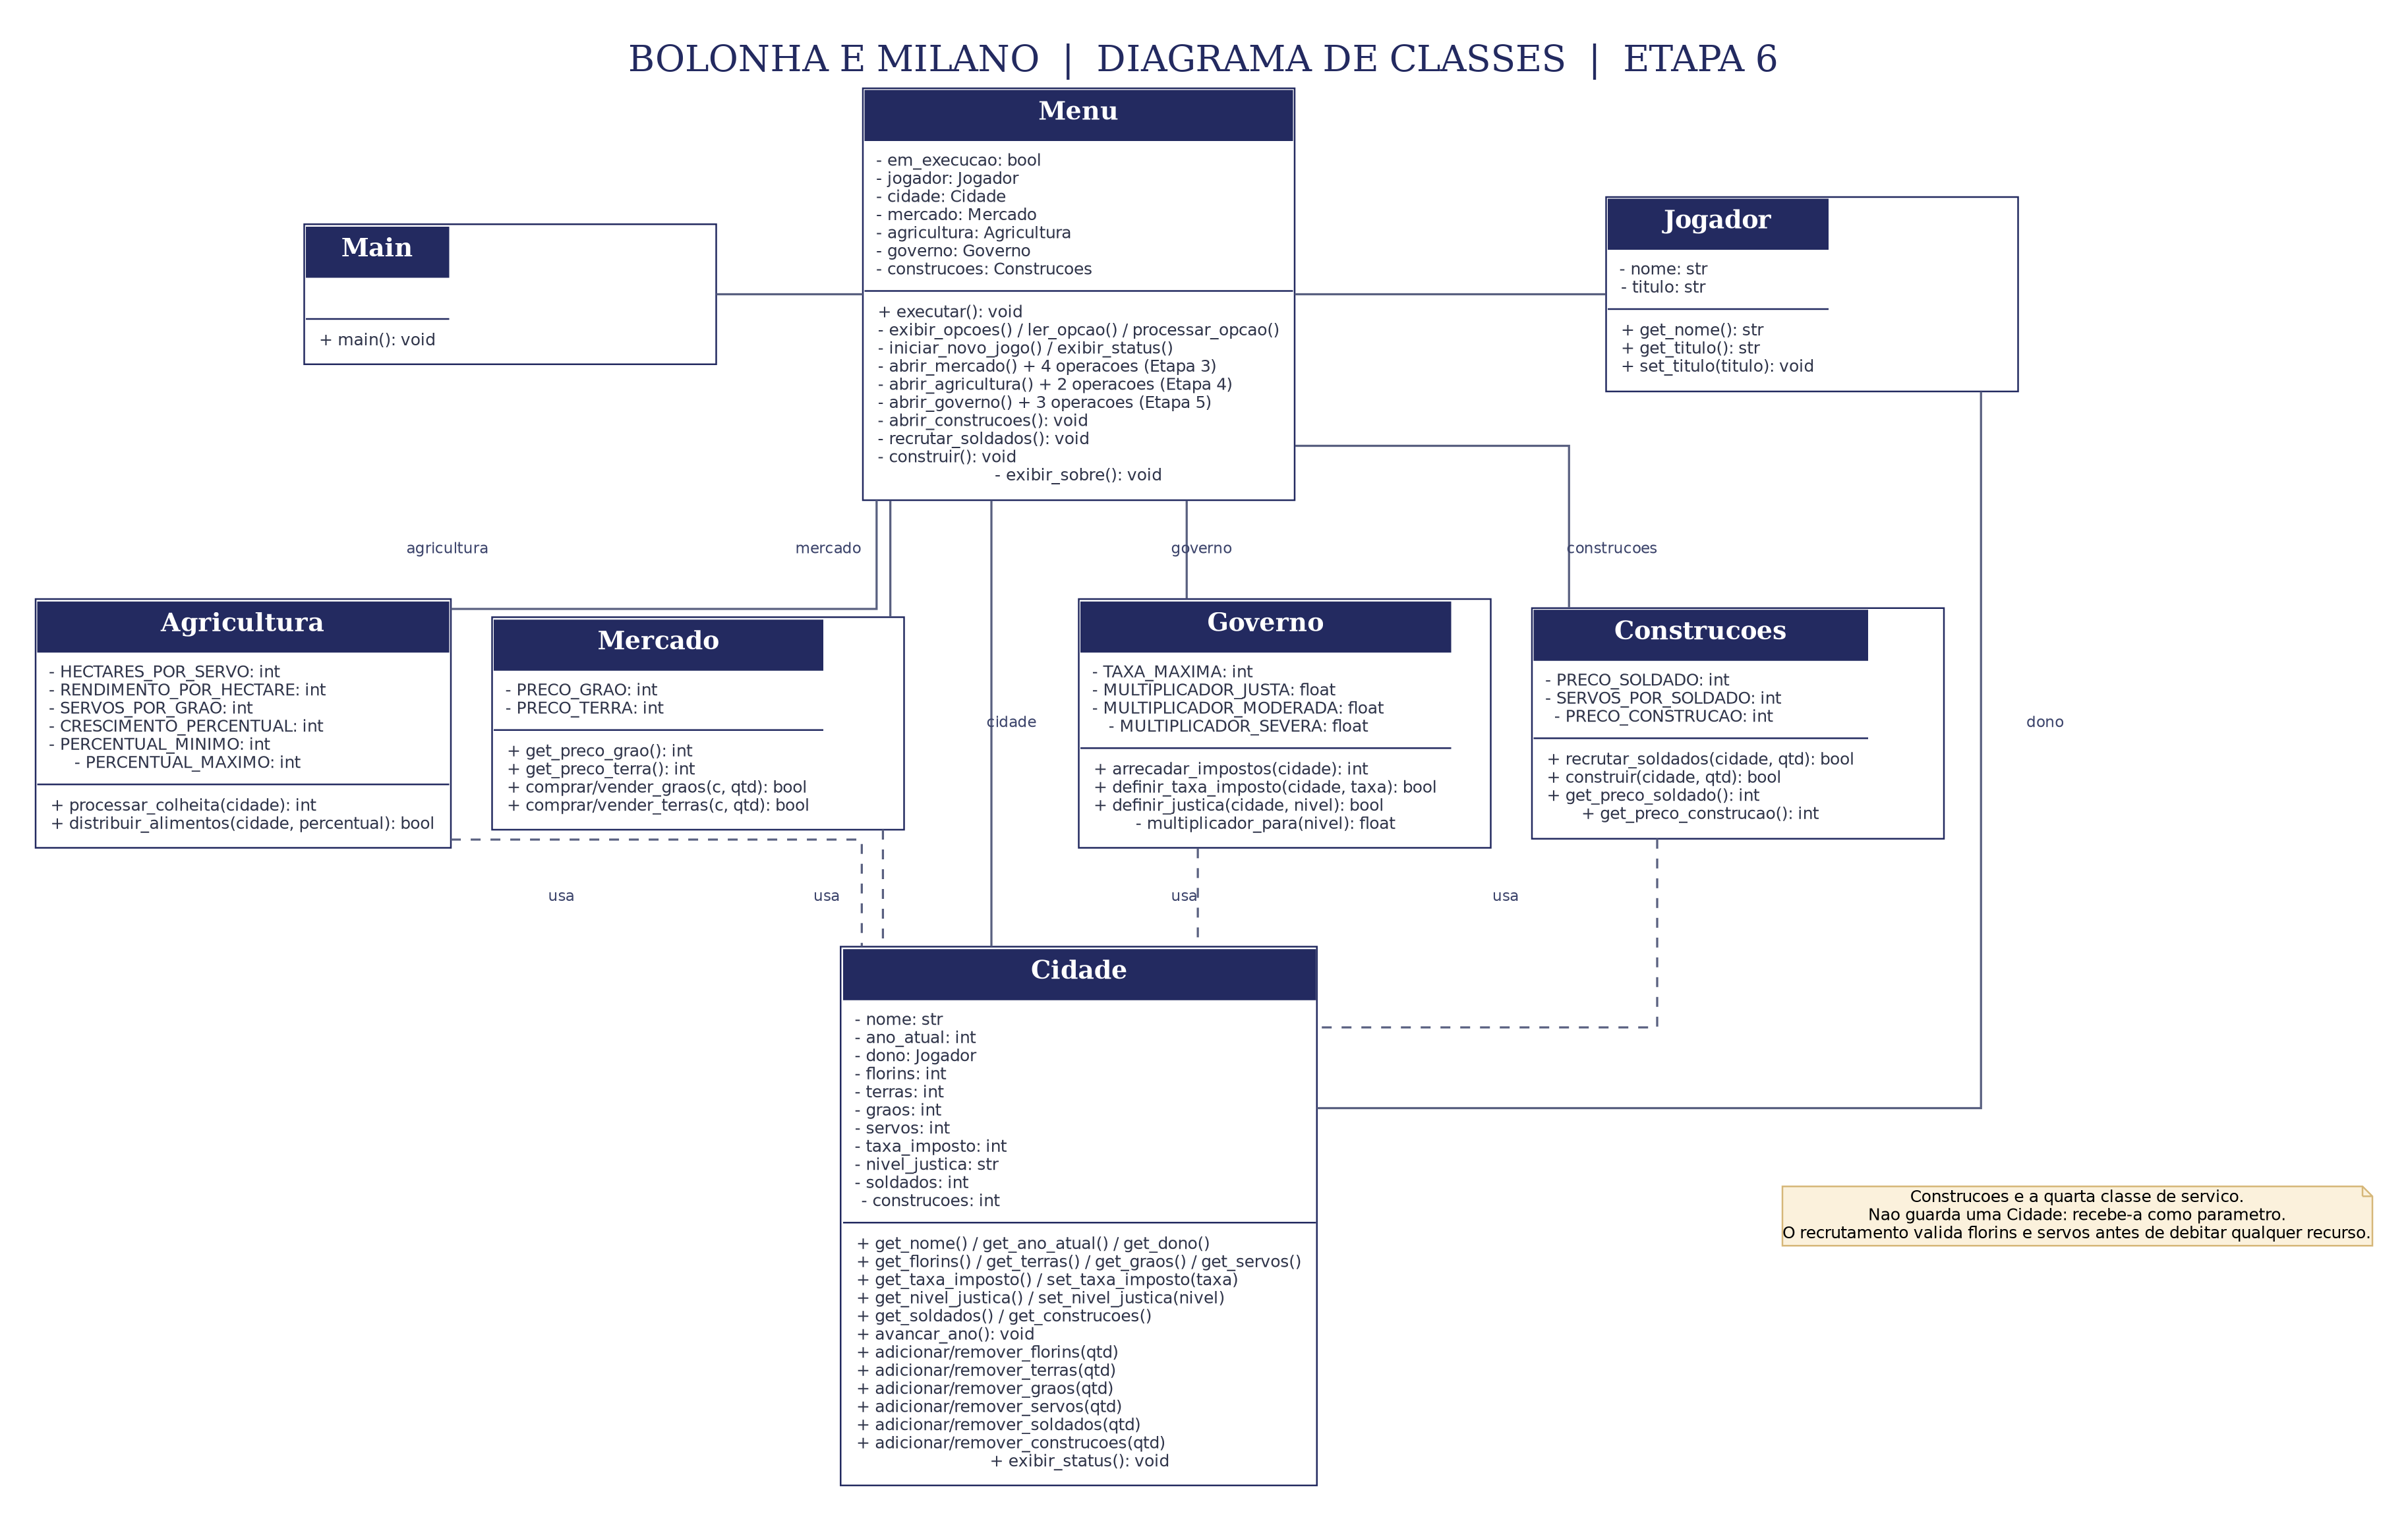 BOLONHA E MILANO | DIAGRAMA DE CLASSES | ETAPA 6
Menu
- em_execucao: bool
- jogador: Jogador
- cidade: Cidade
- mercado: Mercado
- agricultura: Agricultura
- governo: Governo
- construcoes: Construcoes
+ executar(): void
- exibir_opcoes() / ler_opcao() / processar_opcao()
- iniciar_novo_jogo() / exibir_status()
- abrir_mercado() + 4 operacoes (Etapa 3)
- abrir_agricultura() + 2 operacoes (Etapa 4)
- abrir_governo() + 3 operacoes (Etapa 5)
- abrir_construcoes(): void
- recrutar_soldados(): void
- construir(): void
- exibir_sobre(): void
Main
+ main(): void
Jogador
- nome: str
- titulo: str
+ get_nome(): str
+ get_titulo(): str
+ set_titulo(titulo): void
agricultura
mercado
governo
construcoes
Agricultura
- HECTARES_POR_SERVO: int
- RENDIMENTO_POR_HECTARE: int
- SERVOS_POR_GRAO: int
- CRESCIMENTO_PERCENTUAL: int
- PERCENTUAL_MINIMO: int
- PERCENTUAL_MAXIMO: int
+ processar_colheita(cidade): int
+ distribuir_alimentos(cidade, percentual): bool
Mercado
- PRECO_GRAO: int
- PRECO_TERRA: int
+ get_preco_grao(): int
+ get_preco_terra(): int
+ comprar/vender_graos(c, qtd): bool
+ comprar/vender_terras(c, qtd): bool
cidade
Governo
- TAXA_MAXIMA: int
- MULTIPLICADOR_JUSTA: float
- MULTIPLICADOR_MODERADA: float
- MULTIPLICADOR_SEVERA: float
+ arrecadar_impostos(cidade): int
+ definir_taxa_imposto(cidade, taxa): bool
+ definir_justica(cidade, nivel): bool
- multiplicador_para(nivel): float
Construcoes
- PRECO_SOLDADO: int
- SERVOS_POR_SOLDADO: int
- PRECO_CONSTRUCAO: int
+ recrutar_soldados(cidade, qtd): bool
+ construir(cidade, qtd): bool
+ get_preco_soldado(): int
+ get_preco_construcao(): int
dono
usa
usa
usa
usa
Cidade
- nome: str
- ano_atual: int
- dono: Jogador
- florins: int
- terras: int
- graos: int
- servos: int
- taxa_imposto: int
- nivel_justica: str
- soldados: int
- construcoes: int
+ get_nome() / get_ano_atual() / get_dono()
+ get_florins() / get_terras() / get_graos() / get_servos()
+ get_taxa_imposto() / set_taxa_imposto(taxa)
+ get_nivel_justica() / set_nivel_justica(nivel)
+ get_soldados() / get_construcoes()
+ avancar_ano(): void
+ adicionar/remover_florins(qtd)
+ adicionar/remover_terras(qtd)
+ adicionar/remover_graos(qtd)
+ adicionar/remover_servos(qtd)
+ adicionar/remover_soldados(qtd)
+ adicionar/remover_construcoes(qtd)
+ exibir_status(): void
Construcoes e a quarta classe de servico.
Nao guarda uma Cidade: recebe-a como parametro.
O recrutamento valida florins e servos antes de debitar qualquer recurso.